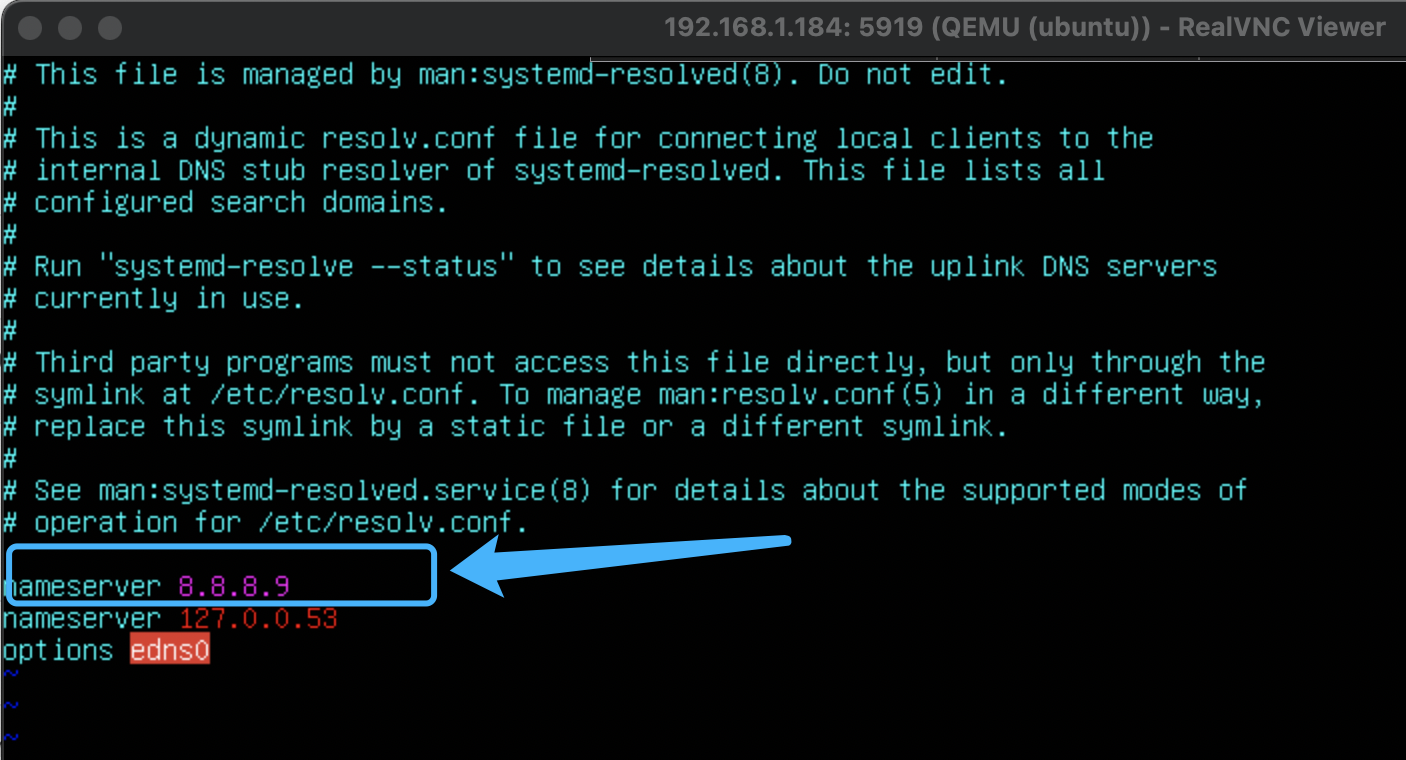 192.168.1.184: 5919 (QEMU (ubuntu)) - RealVNC Viewer
# This file is managed by man:systemd-resolved(8). Do not edit.
#
# This is a dynamic resolv.conf file for connecting local clients to the
# internal DNS stub resolver of systemd-resolved. This file lists all
# configured search domains.
#
# Run "systemd-resolve --status" to see details about the uplink DNS servers
# currently in use.
#
# Third party programs must not access this file directly, but only through the
# symlink at /etc/resolv.conf. To manage man:resolv.conf(5) in a different way,
# replace this symlink by a static file or a different symlink.
#
# See man:systemd-resolved.service(8) for details about the supported modes of
# operation for /etc/resolv.conf.
nameserver 8.8.8.9
nameserver 127.0.0.53
options edns0
~
~
~